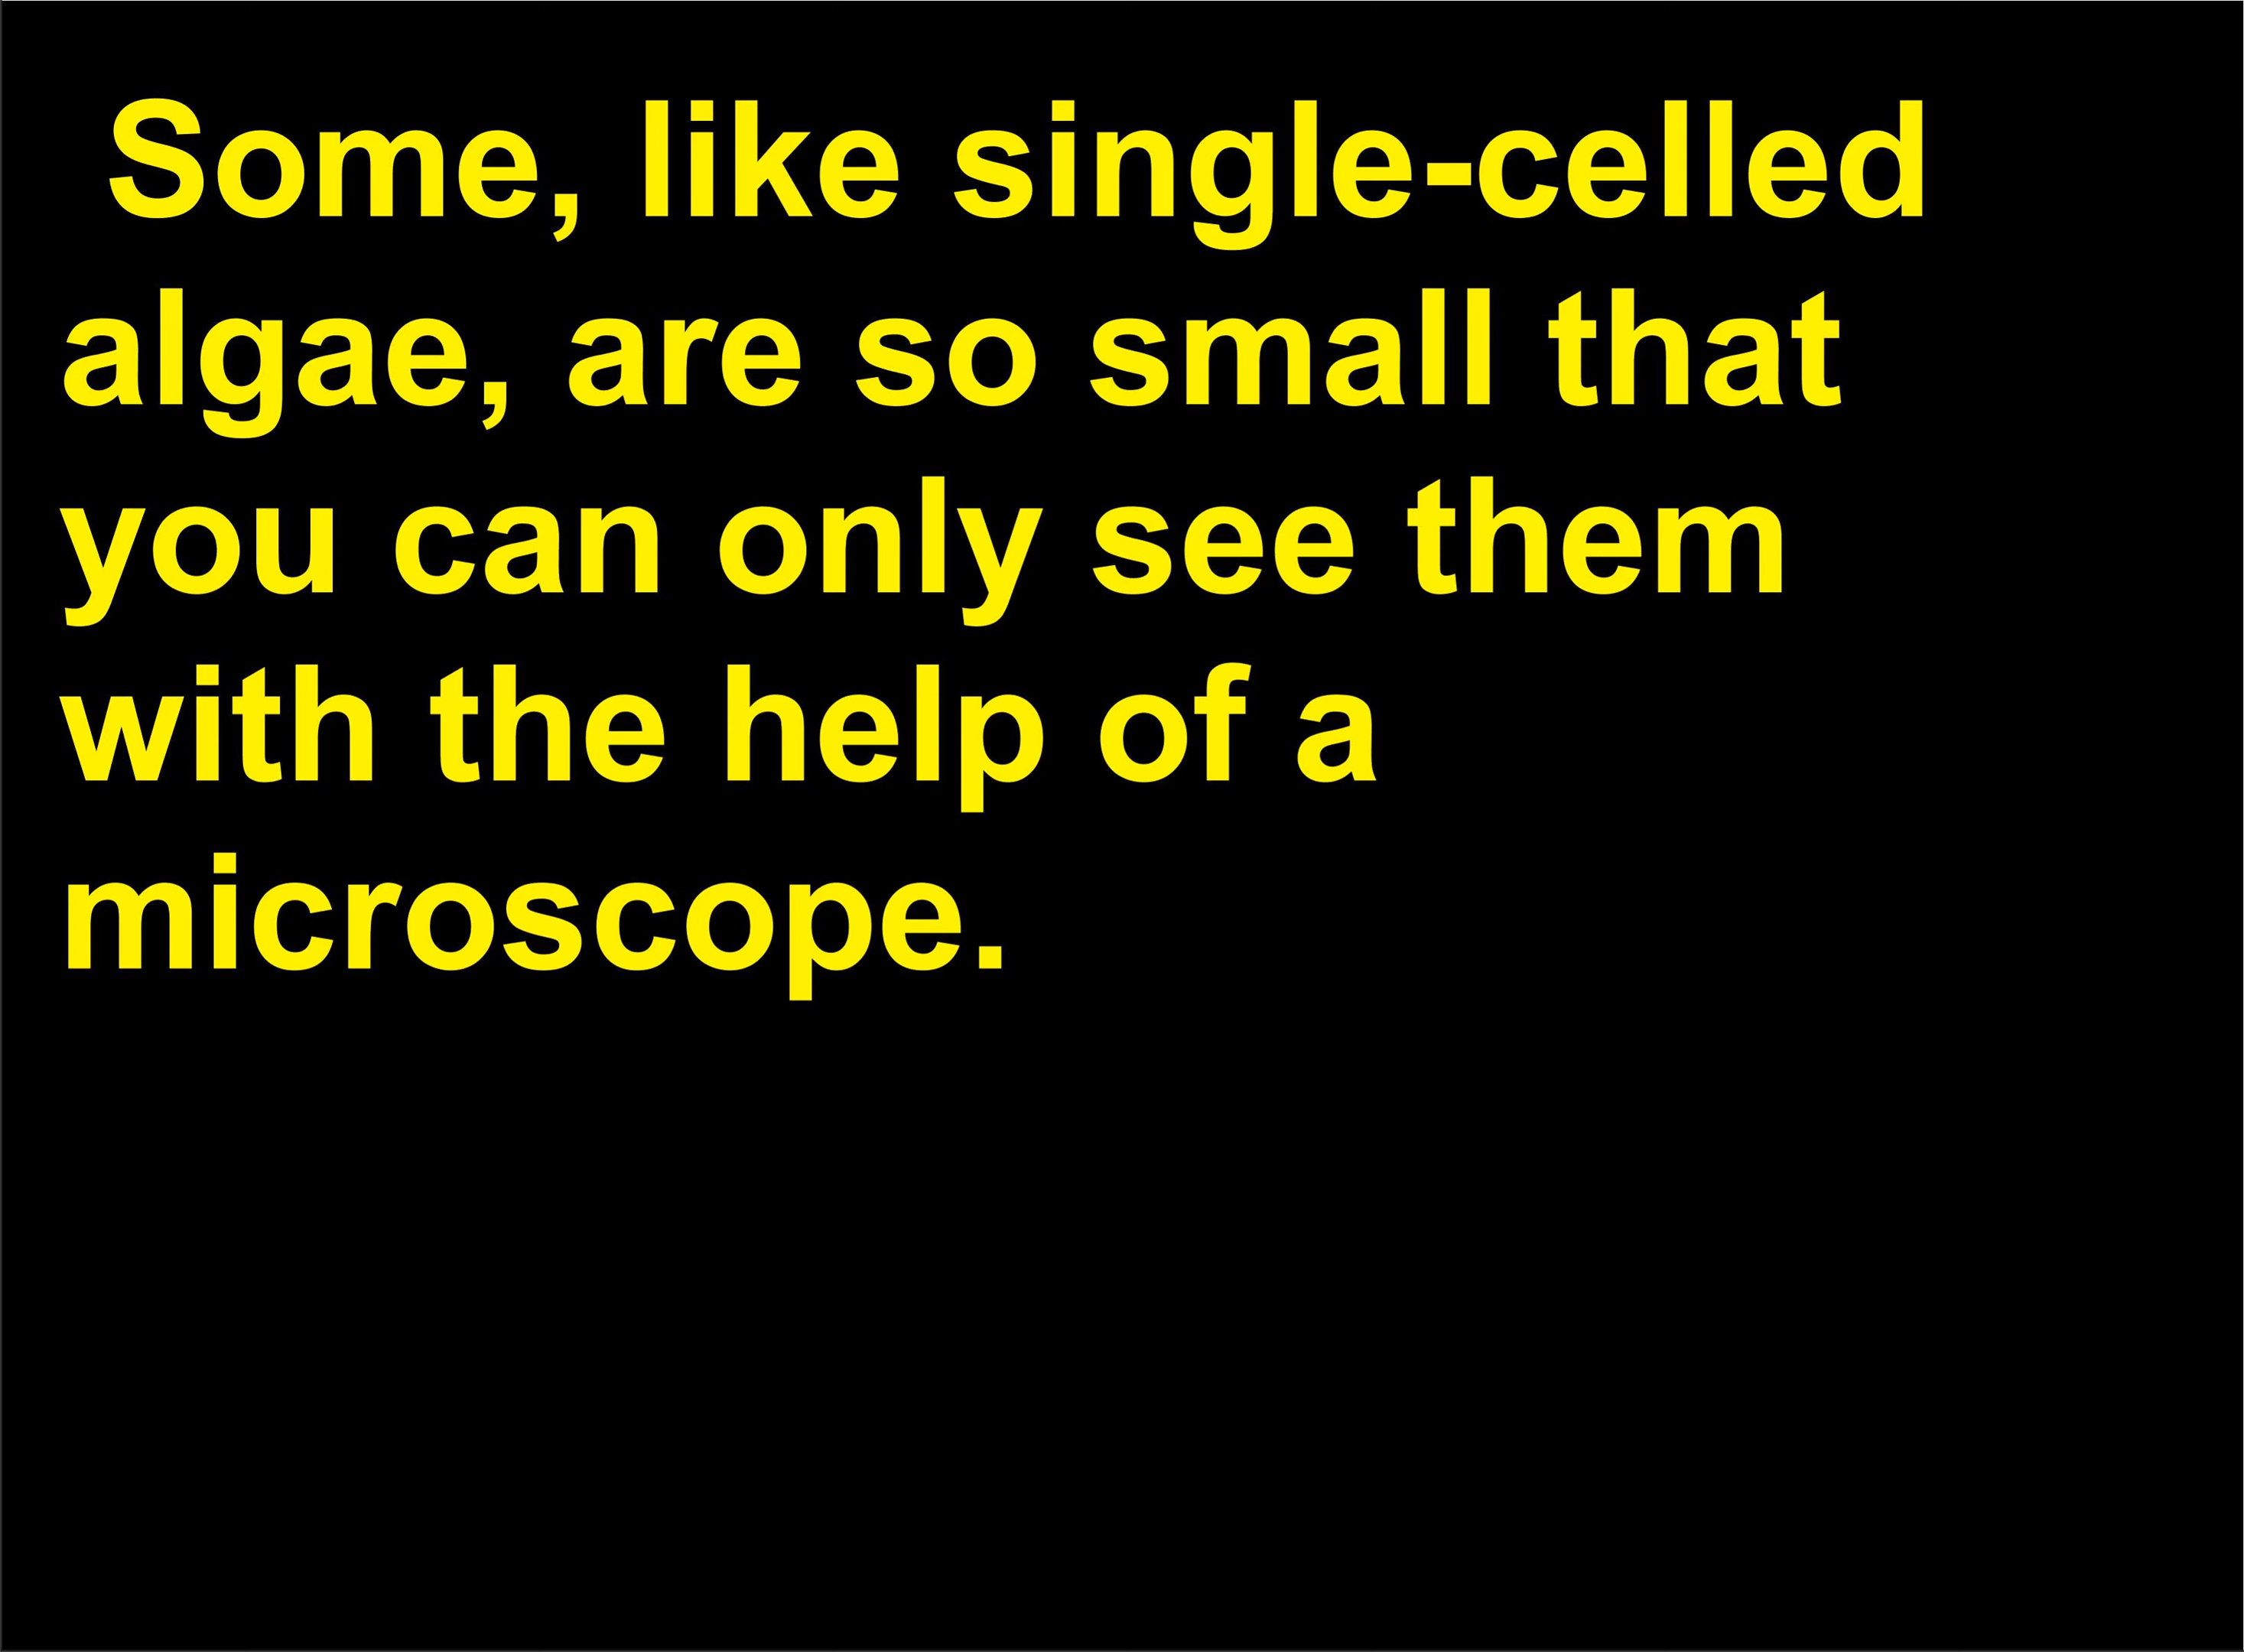 Some, like single-celled
algae, are so small that
you can only see them
with the help of a
microscope.